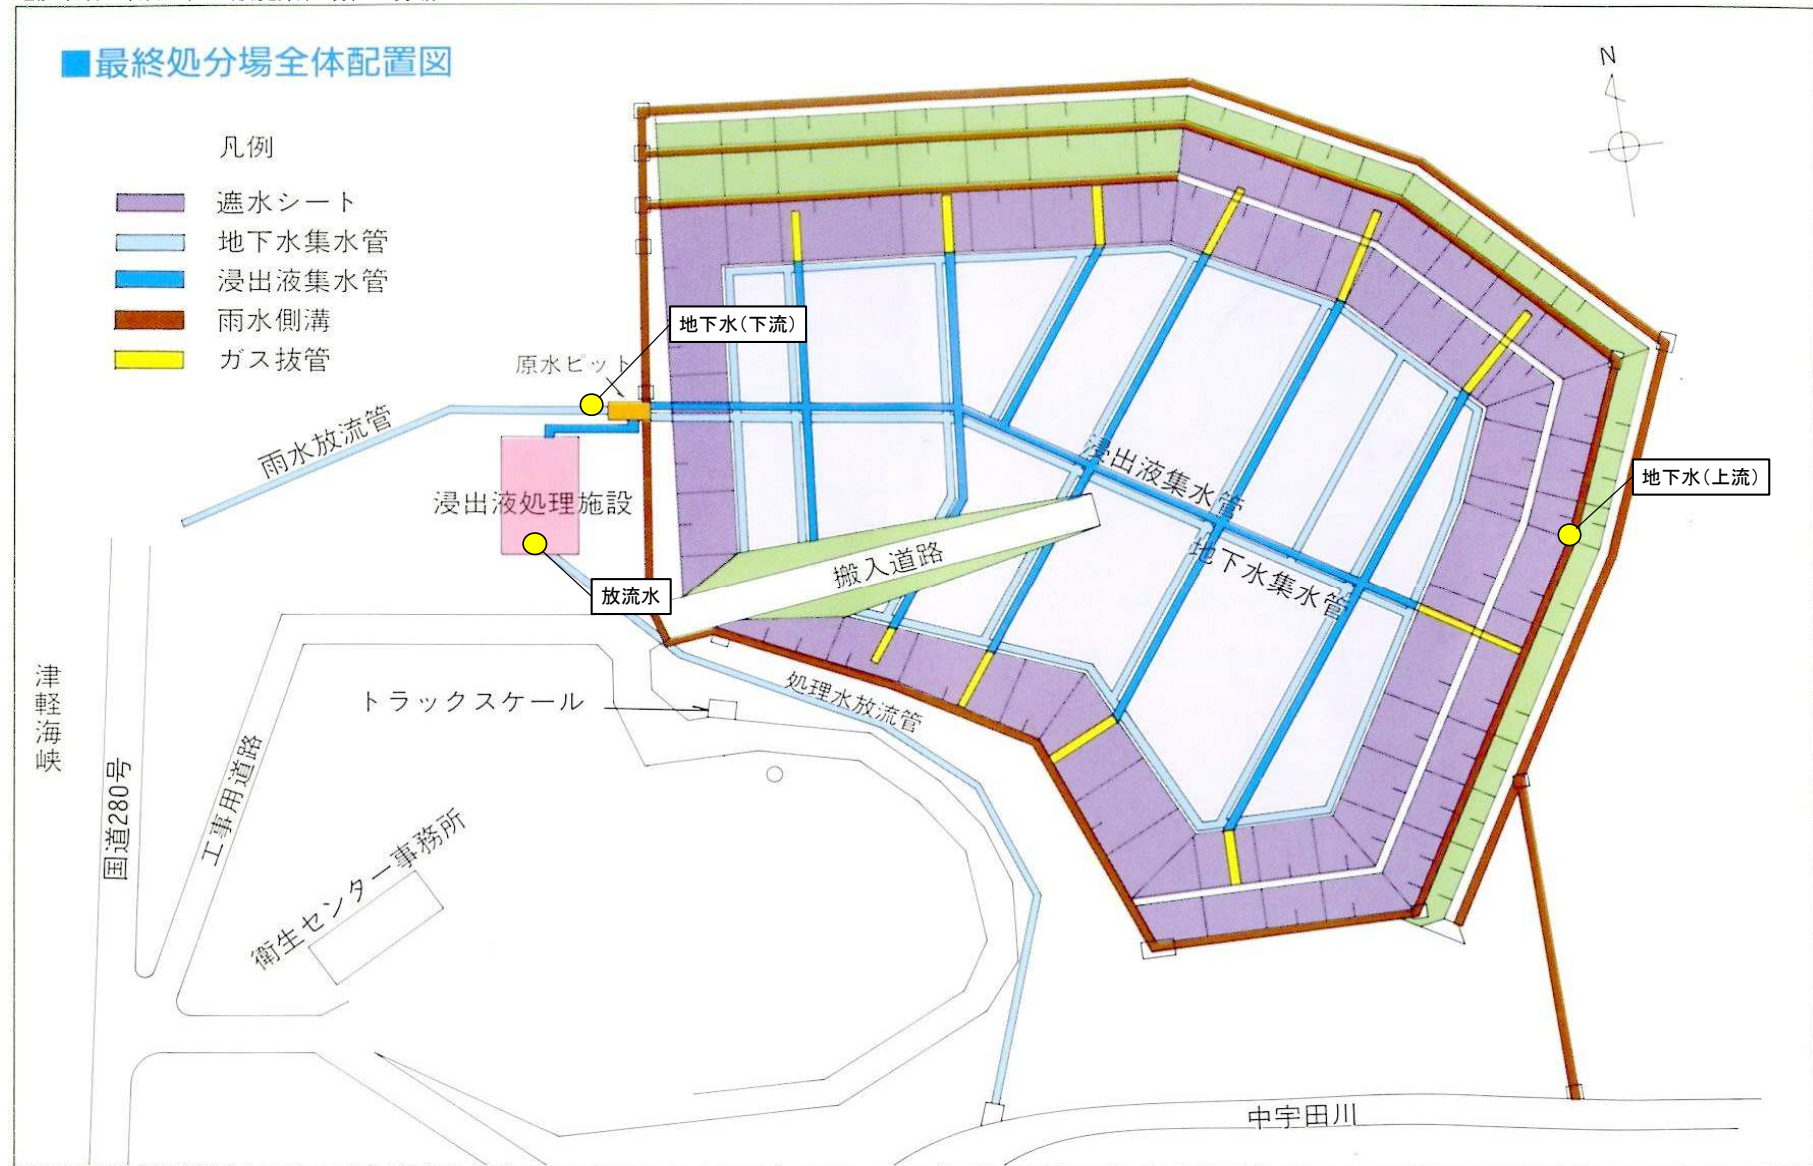 ■最終処分場全体配置図
N
凡例
遮水シート
地下水集水管
浸出液集水管
雨水側溝
ガス抜管
地下水(下流)
原水ピット
雨水放流管
浸出液処理施設
放流水
浸出液集水管
地下水集水管
地下水(上流)
搬入道路
処理水放流管
トラックスケール
津軽海峡
国道280号
工事用道路
衛生センター事務所
中宇田川